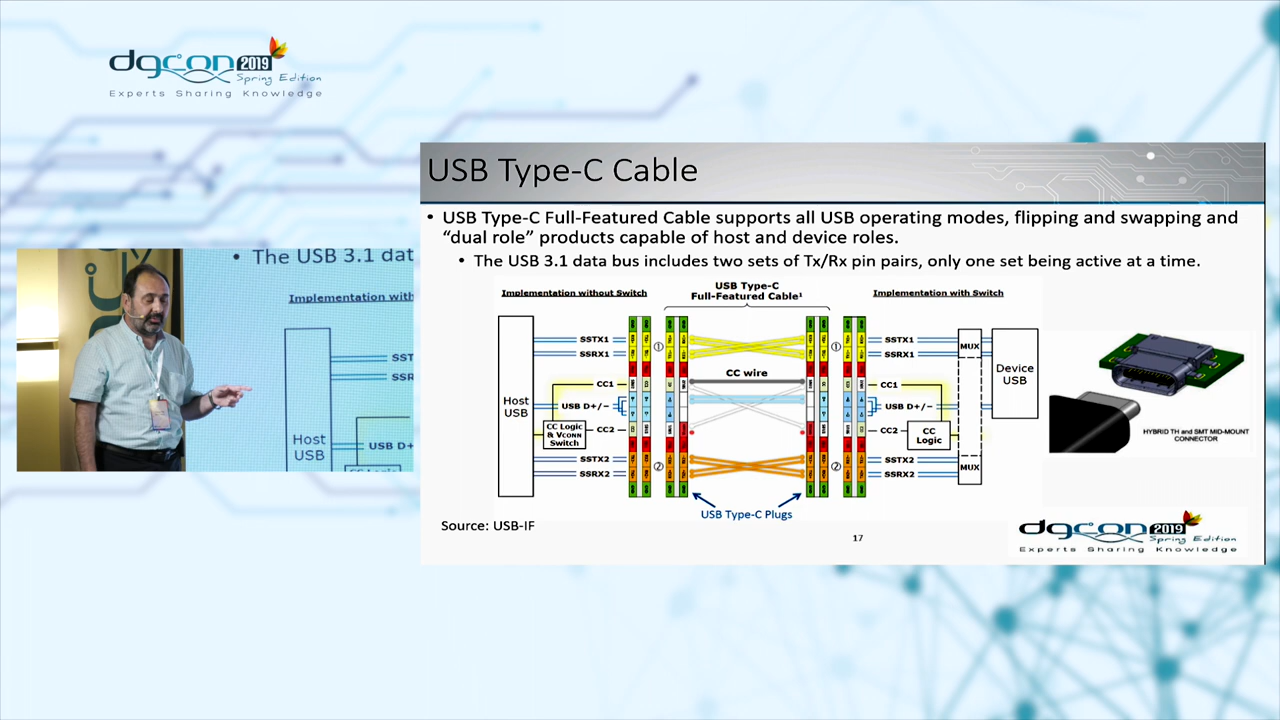 dgcon 2019
Spring Edition
Experts Sharing Knowledge
USB Type-C Cable
• USB Type-C Full-Featured Cable supports all USB operating modes, flipping and swapping and
“dual role” products capable of host and device roles.
• The USB 3.1 data bus includes two sets of Tx/Rx pin pairs, only one set being active at a time.
Implementation without Switch
USB Type-C
Full-Featured Cable¹
Implementation with Switch
SSTX1
SSRX1
CC1
USB D+/−
CC2
SSTX2
SSRX2
Host
USB
CC Logic
& VCONN
Switch
①
②
CC wire
①
②
SSTX1
SSRX1
CC1
USB D+/−
CC2
SSTX2
SSRX2
CC
Logic
MUX
MUX
Device
USB
USB Type-C Plugs
HYBRID TH and SMT MID-MOUNT
CONNECTOR
Source: USB-IF
17
dgcon 2019
Spring Edition
Experts Sharing Knowledge
• The USB 3.1 dat
Implementation with
SST
SSR
Host
USB
USB D+